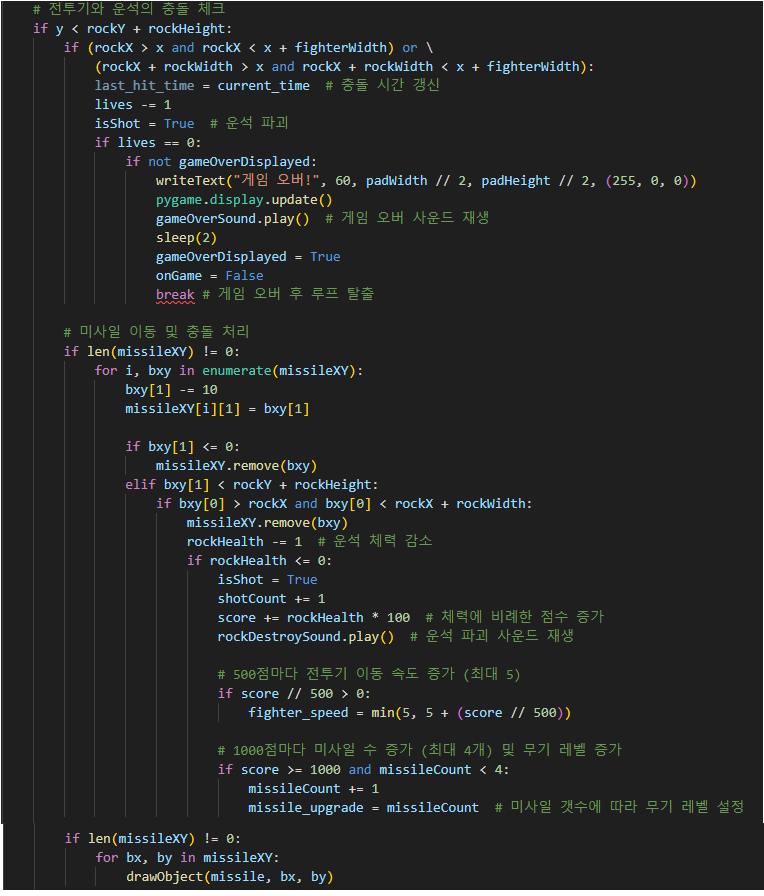 # 전투기와 운석의 충돌 체크
if y < rockY + rockHeight:
    if (rockX > x and rockX < x + fighterWidth) or \
        (rockX + rockWidth > x and rockX + rockWidth < x + fighterWidth):
        last_hit_time = current_time  # 충돌 시간 갱신
        lives -= 1
        isShot = True  # 운석 파괴
        if lives == 0:
            if not gameOverDisplayed:
                writeText("게임 오버!", 60, padWidth // 2, padHeight // 2, (255, 0, 0))
                pygame.display.update()
                gameOverSound.play()  # 게임 오버 사운드 재생
                sleep(2)
                gameOverDisplayed = True
                onGame = False
                break # 게임 오버 후 루프 탈출

    # 미사일 이동 및 충돌 처리
    if len(missileXY) != 0:
        for i, bxy in enumerate(missileXY):
            bxy[1] -= 10
            missileXY[i][1] = bxy[1]

            if bxy[1] <= 0:
                missileXY.remove(bxy)
            elif bxy[1] < rockY + rockHeight:
                if bxy[0] > rockX and bxy[0] < rockX + rockWidth:
                    missileXY.remove(bxy)
                    rockHealth -= 1  # 운석 체력 감소
                    if rockHealth <= 0:
                        isShot = True
                        shotCount += 1
                        score += rockHealth * 100  # 체력에 비례한 점수 증가
                        rockDestroySound.play()  # 운석 파괴 사운드 재생

                        # 500점마다 전투기 이동 속도 증가 (최대 5)
                        if score // 500 > 0:
                            fighter_speed = min(5, 5 + (score // 500))

                        # 1000점마다 미사일 수 증가 (최대 4개) 및 무기 레벨 증가
                        if score >= 1000 and missileCount < 4:
                            missileCount += 1
                            missile_upgrade = missileCount  # 미사일 갯수에 따라 무기 레벨 설정

    if len(missileXY) != 0:
        for bx, by in missileXY:
            drawObject(missile, bx, by)